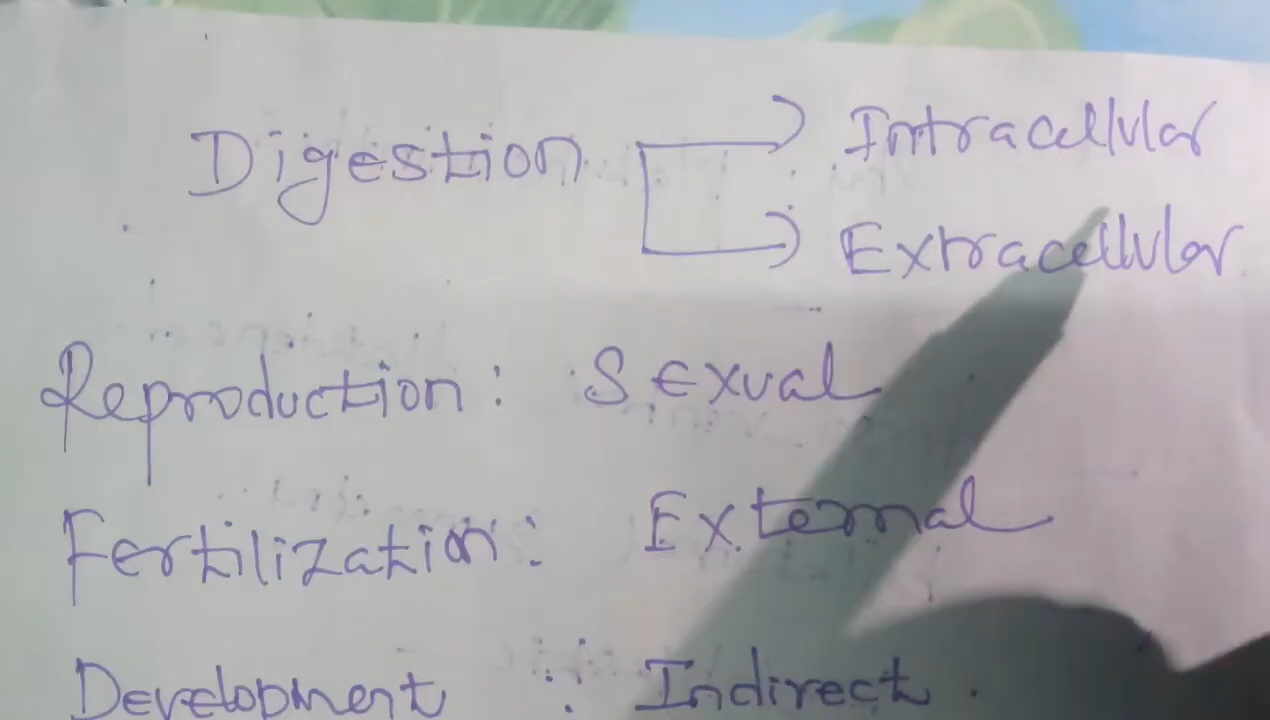 Digestion → Intracellular
→ Extracellular
Reproduction : Sexual
Fertilization : External
Development : Indirect.